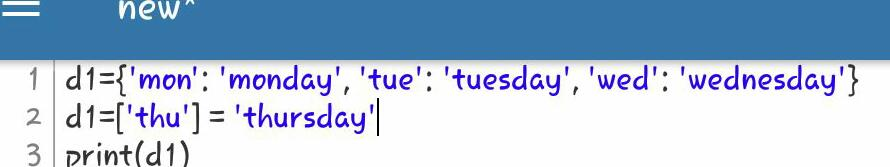 new*
1 d1={'mon': 'monday', 'tue': 'tuesday', 'wed': 'wednesday'}
2 d1=['thu'] = 'thursday'
3 print(d1)